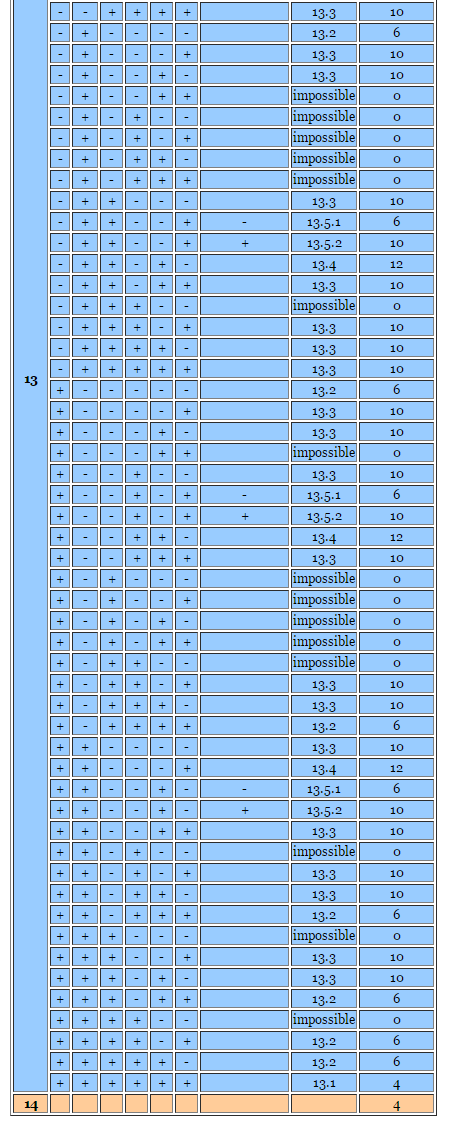 13
- - + + + + 13.3 10
- + - - - - 13.2 6
- + - - - + 13.3 10
- + - - + - 13.3 10
- + - - + + impossible 0
- + - + - - impossible 0
- + - + - + impossible 0
- + - + + - impossible 0
- + - + + + impossible 0
- + + - - - 13.3 10
- + + - - + - 13.5.1 6
- + + - - + + 13.5.2 10
- + + - + - 13.4 12
- + + - + + 13.3 10
- + + + - - impossible 0
- + + + - + 13.3 10
- + + + + - 13.3 10
- + + + + + 13.3 10
+ - - - - - 13.2 6
+ - - - - + 13.3 10
+ - - - + - 13.3 10
+ - - - + + impossible 0
+ - - + - - 13.3 10
+ - - + - + - 13.5.1 6
+ - - + - + + 13.5.2 10
+ - - + + - 13.4 12
+ - - + + + 13.3 10
+ - + - - - impossible 0
+ - + - - + impossible 0
+ - + - + - impossible 0
+ - + - + + impossible 0
+ - + + - - impossible 0
+ - + + - + 13.3 10
+ - + + + - 13.3 10
+ - + + + + 13.2 6
+ + - - - - 13.3 10
+ + - - - + 13.4 12
+ + - - + - - 13.5.1 6
+ + - - + - + 13.5.2 10
+ + - - + + 13.3 10
+ + - + - - impossible 0
+ + - + - + 13.3 10
+ + - + + - 13.3 10
+ + - + + + 13.2 6
+ + + - - - impossible 0
+ + + - - + 13.3 10
+ + + - + - 13.3 10
+ + + - + + 13.2 6
+ + + + - - impossible 0
+ + + + - + 13.2 6
+ + + + + - 13.2 6
+ + + + + + 13.1 4
14 4